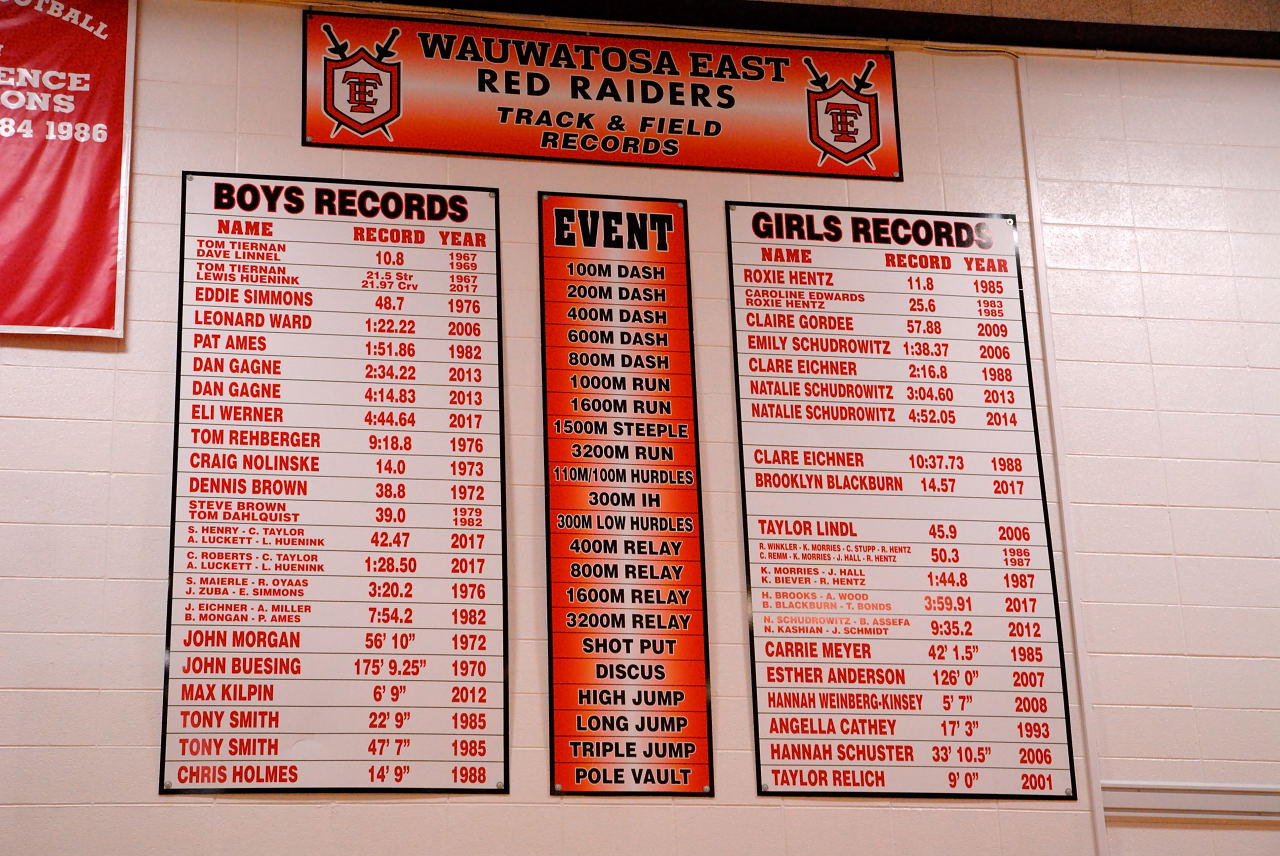 OTBALL
ENCE
ONS
84 1986
WAUWATOSA EAST
RED RAIDERS
TRACK & FIELD
RECORDS
TE
TE
BOYS RECORDS
NAME RECORD YEAR
TOM TIERNAN 1967
DAVE LINNEL 10.8 1969
TOM TIERNAN 21.5 Str 1967
LEWIS HUENINK 21.97 Crv 2017
EDDIE SIMMONS 48.7 1976
LEONARD WARD 1:22.22 2006
PAT AMES 1:51.86 1982
DAN GAGNE 2:34.22 2013
DAN GAGNE 4:14.83 2013
ELI WERNER 4:44.64 2017
TOM REHBERGER 9:18.8 1976
CRAIG NOLINSKE 14.0 1973
DENNIS BROWN 38.8 1972
STEVE BROWN 1979
TOM DAHLQUIST 39.0 1982
S. HENRY - C. TAYLOR
A. LUCKETT - L. HUENINK 42.47 2017
C. ROBERTS - C. TAYLOR
A. LUCKETT - L. HUENINK 1:28.50 2017
S. MAIERLE - R. OYAAS
J. ZUBA - E. SIMMONS 3:20.2 1976
J. EICHNER - A. MILLER
B. MONGAN - P. AMES 7:54.2 1982
JOHN MORGAN 56' 10" 1972
JOHN BUESING 175' 9.25" 1970
MAX KILPIN 6' 9" 2012
TONY SMITH 22' 9" 1985
TONY SMITH 47' 7" 1985
CHRIS HOLMES 14' 9" 1988
EVENT
100M DASH
200M DASH
400M DASH
600M DASH
800M DASH
1000M RUN
1600M RUN
1500M STEEPLE
3200M RUN
110M/100M HURDLES
300M IH
300M LOW HURDLES
400M RELAY
800M RELAY
1600M RELAY
3200M RELAY
SHOT PUT
DISCUS
HIGH JUMP
LONG JUMP
TRIPLE JUMP
POLE VAULT
GIRLS RECORDS
NAME RECORD YEAR
ROXIE HENTZ 11.8 1985
CAROLINE EDWARDS 1983
ROXIE HENTZ 25.6 1985
CLAIRE GORDEE 57.88 2009
EMILY SCHUDROWITZ 1:38.37 2006
CLARE EICHNER 2:16.8 1988
NATALIE SCHUDROWITZ 3:04.60 2013
NATALIE SCHUDROWITZ 4:52.05 2014
CLARE EICHNER 10:37.73 1988
BROOKLYN BLACKBURN 14.57 2017
TAYLOR LINDL 45.9 2006
R. WINKLER - K. MORRIES - C. STUPP - R. HENTZ 1986
C. REMM - K. MORRIES - J. HALL - R. HENTZ 50.3 1987
K. MORRIES - J. HALL
K. BIEVER - R. HENTZ 1:44.8 1987
H. BROOKS - A. WOOD
B. BLACKBURN - T. BONDS 3:59.91 2017
N. SCHUDROWITZ - B. ASSEFA
N. KASHIAN - J. SCHMIDT 9:35.2 2012
CARRIE MEYER 42' 1.5" 1985
ESTHER ANDERSON 126' 0" 2007
HANNAH WEINBERG-KINSEY 5' 7" 2008
ANGELLA CATHEY 17' 3" 1993
HANNAH SCHUSTER 33' 10.5" 2006
TAYLOR RELICH 9' 0" 2001